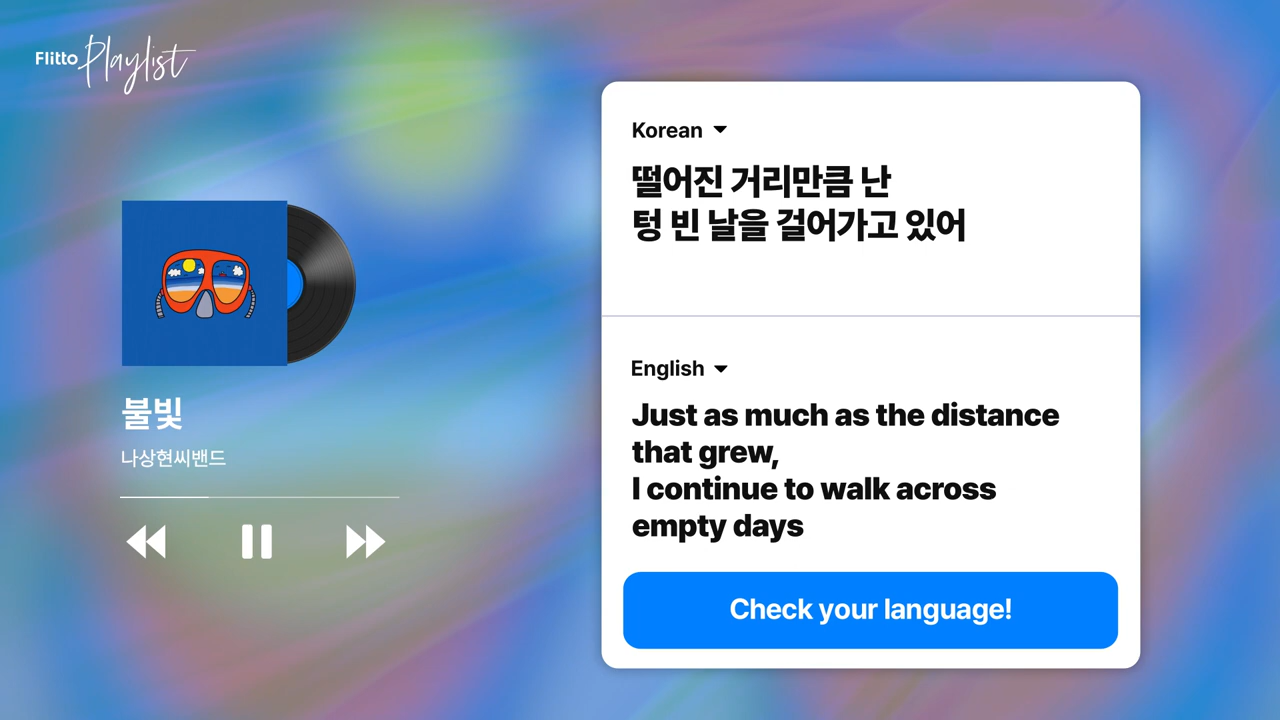 Flitto Playlist
불빛
나상현씨밴드
Korean
떨어진 거리만큼 난
텅 빈 날을 걸어가고 있어
English
Just as much as the distance
that grew,
I continue to walk across
empty days
Check your language!